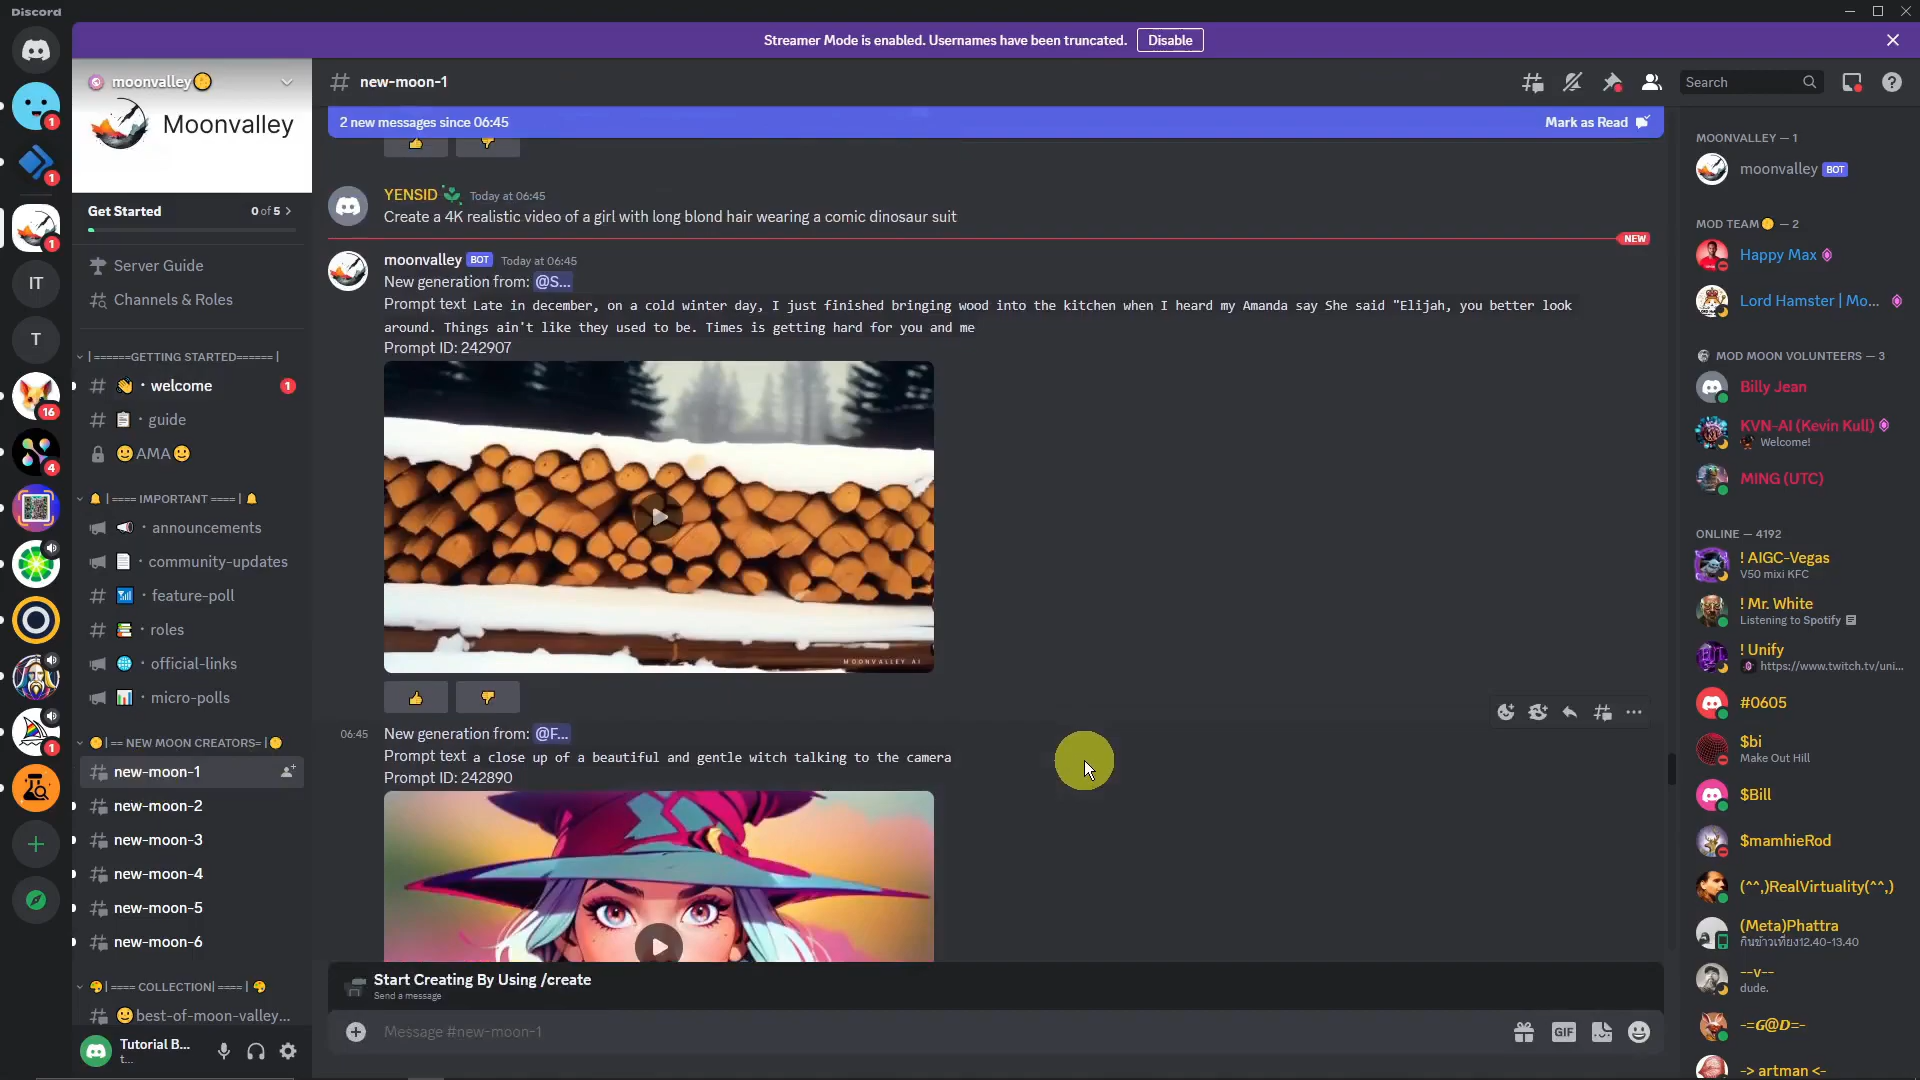 Discord
Streamer Mode is enabled. Usernames have been truncated. Disable
moonvalley
Moonvalley
Get Started 0 of 5
Server Guide
Channels & Roles
|======GETTING STARTED======|
welcome 1
guide
AMA
|==== IMPORTANT ====|
announcements
community-updates
feature-poll
roles
official-links
micro-polls
|== NEW MOON CREATORS= |
new-moon-1
new-moon-2
new-moon-3
new-moon-4
new-moon-5
new-moon-6
|==== COLLECTION| ==== |
best-of-moon-valley...
Tutorial B...
t...
1
1
1
IT
T
16
4
1
new-moon-1
Search
2 new messages since 06:45 Mark as Read
YENSID Today at 06:45
Create a 4K realistic video of a girl with long blond hair wearing a comic dinosaur suit
NEW
moonvalley BOT Today at 06:45
New generation from: @S...
Prompt text Late in december, on a cold winter day, I just finished bringing wood into the kitchen when I heard my Amanda say She said "Elijah, you better look
around. Things ain't like they used to be. Times is getting hard for you and me
Prompt ID: 242907
MOONVALLEY AI
06:45 New generation from: @F...
Prompt text a close up of a beautiful and gentle witch talking to the camera
Prompt ID: 242890
Start Creating By Using /create
Send a message
Message #new-moon-1
GIF
MOONVALLEY — 1
moonvalley BOT
MOD TEAM — 2
Happy Max
Lord Hamster | Mo...
MOD MOON VOLUNTEERS — 3
Billy Jean
KVN-AI (Kevin Kull)
Welcome!
MING (UTC)
ONLINE — 4192
! AIGC-Vegas
V50 mixi KFC
! Mr. White
Listening to Spotify
! Unify
https://www.twitch.tv/uni...
#0605
$bi
Make Out Hill
$Bill
$mamhieRod
(^^,)RealVirtuality(^^,)
(Meta)Phattra
กินข้าวเที่ยง12.40-13.40
--v--
dude.
-=G@D=-
-> artman <-